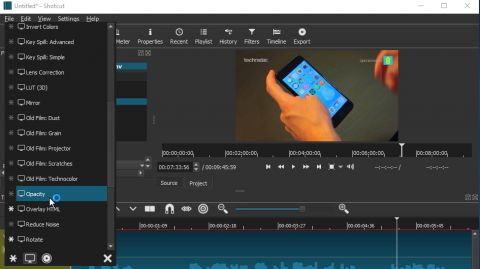 Untitled* - Shotcut
File Edit View Settings Help
Meter Properties Recent Playlist History Filters Timeline Export
Invert Colors
Key Spill: Advanced
Key Spill: Simple
Lens Correction
LUT (3D)
Mirror
Old Film: Dust
Old Film: Grain
Old Film: Projector
Old Film: Scratches
Old Film: Technocolor
Opacity
Overlay HTML
Reduce Noise
Rotate
technobezz
8
00:00:00;00 00:02:00;00 00:04:00;00 00:06:00;00 00:08:00;00
00:07:33;56 / 00:09:45;59
--:--:--;-- / --:--:--;--
Source Project
00:00:01:09 00:00:02:18 00:00:03:27 00:00:04:36 00:00:05:45